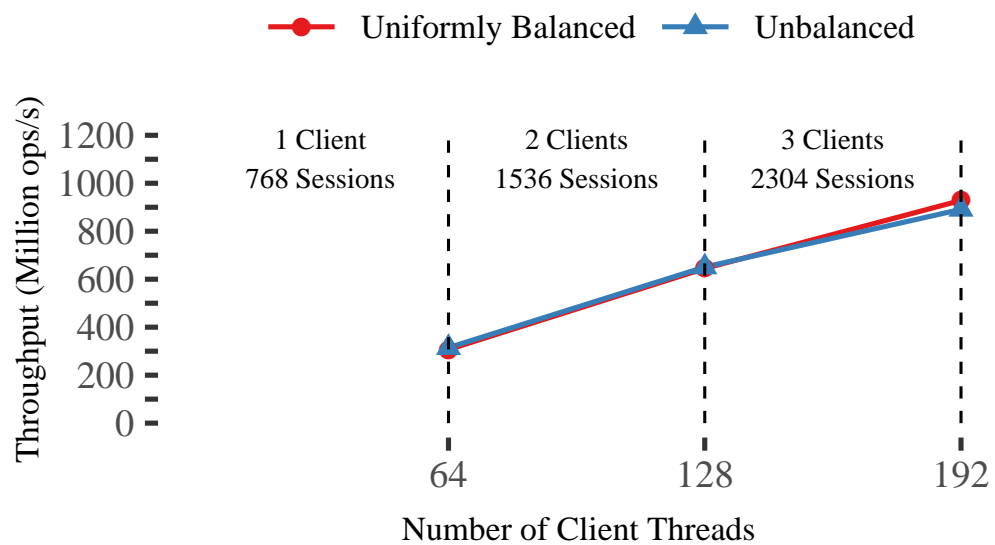 Uniformly Balanced Unbalanced
Throughput (Million ops/s)
1200
1000
800
600
400
200
0
1 Client
768 Sessions
2 Clients
1536 Sessions
3 Clients
2304 Sessions
64 128 192
Number of Client Threads